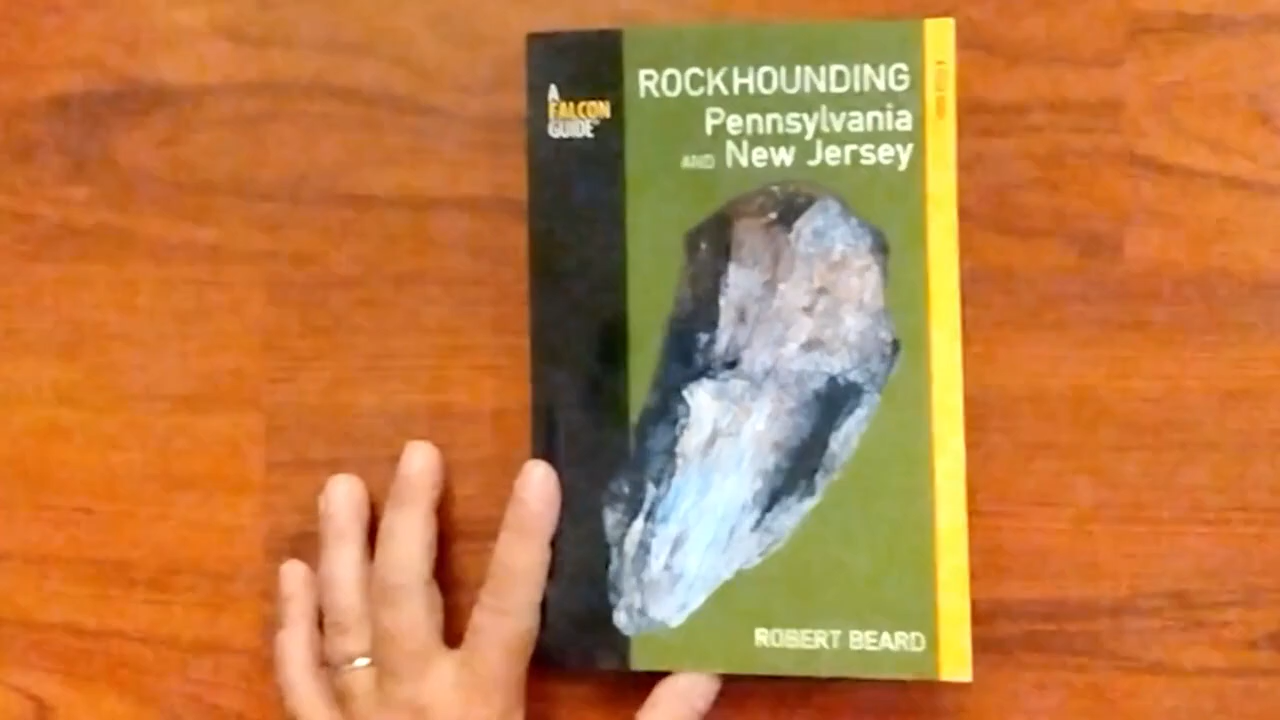 A
FALCON
GUIDE
ROCKHOUNDING
Pennsylvania
AND New Jersey
ROBERT BEARD